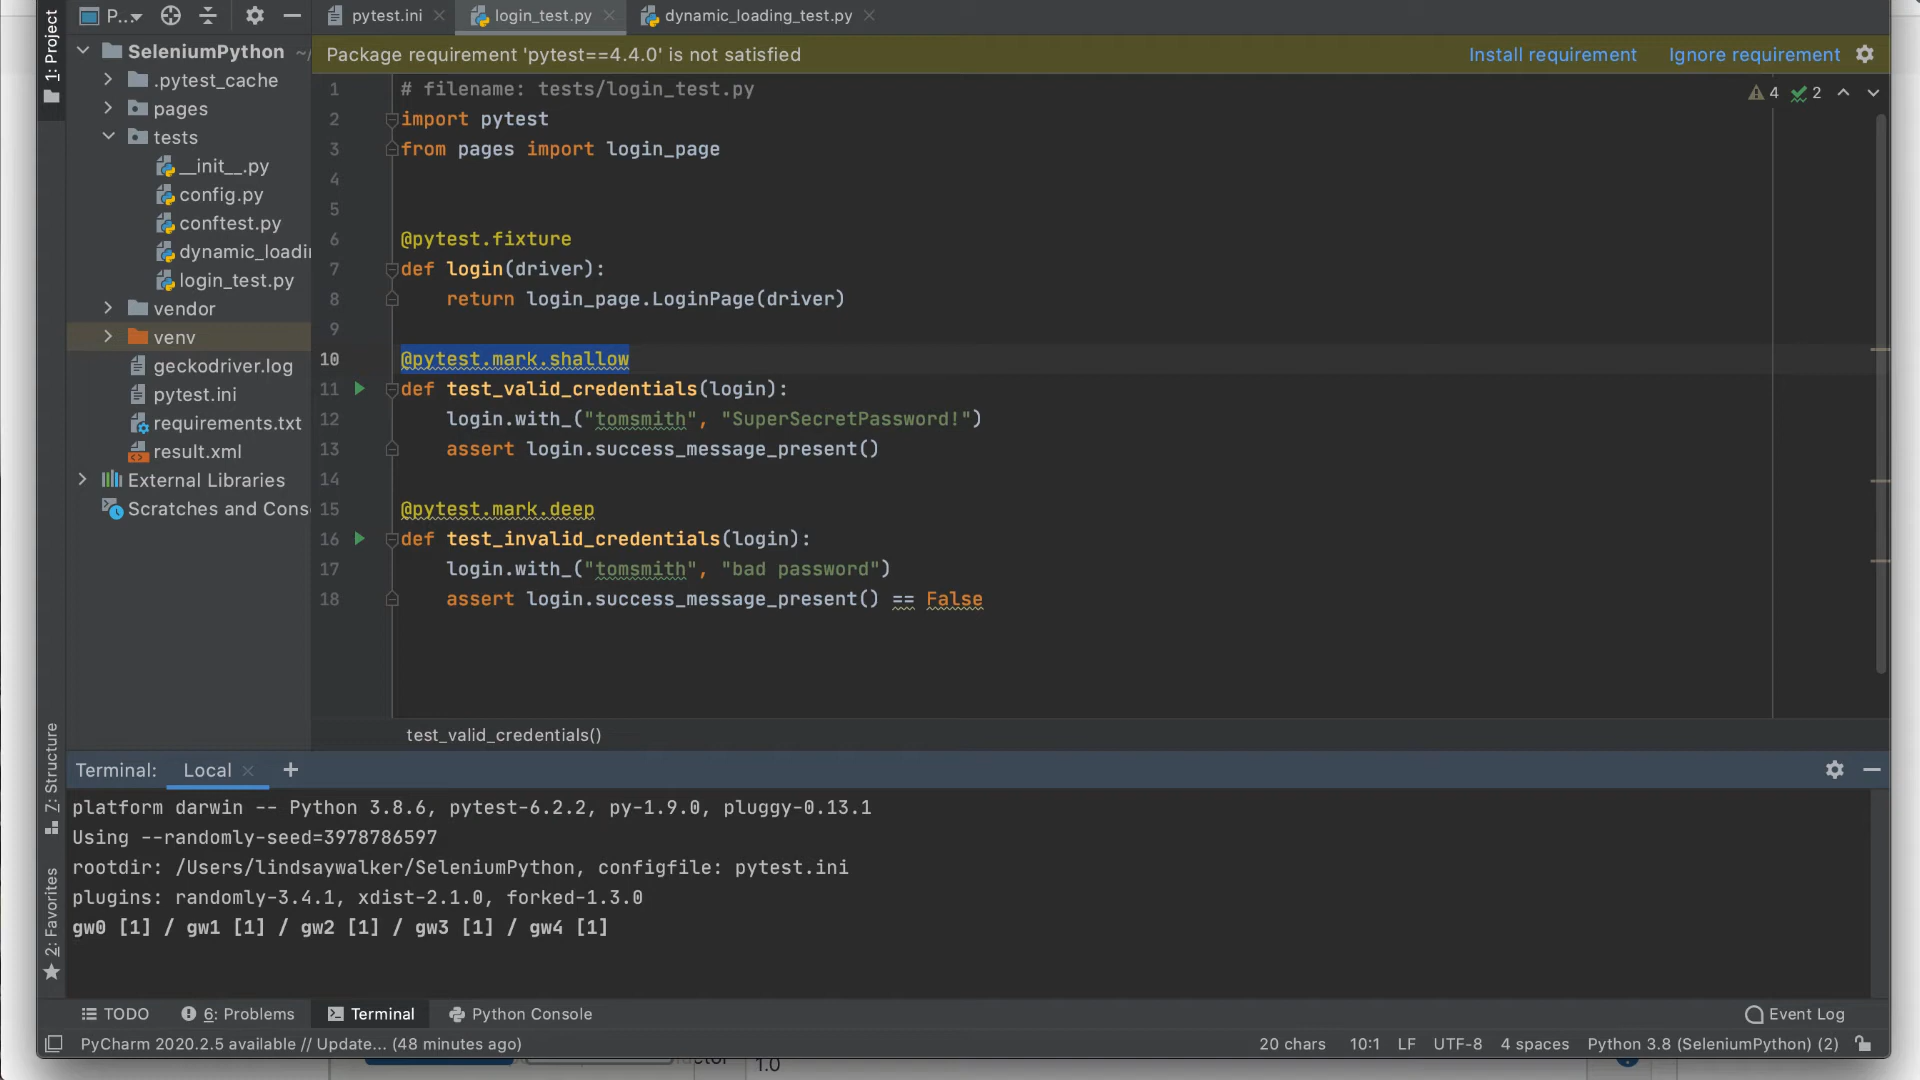 1: Project
P...
pytest.ini
login_test.py
dynamic_loading_test.py
SeleniumPython ~/
.pytest_cache
pages
tests
__init__.py
config.py
conftest.py
dynamic_loadi
login_test.py
vendor
venv
geckodriver.log
pytest.ini
requirements.txt
result.xml
External Libraries
Scratches and Cons
Package requirement 'pytest==4.4.0' is not satisfied
Install requirement
Ignore requirement
4 2
1 # filename: tests/login_test.py
2 import pytest
3 from pages import login_page
4
5
6 @pytest.fixture
7 def login(driver):
8 return login_page.LoginPage(driver)
9
10 @pytest.mark.shallow
11 def test_valid_credentials(login):
12 login.with_("tomsmith", "SuperSecretPassword!")
13 assert login.success_message_present()
14
15 @pytest.mark.deep
16 def test_invalid_credentials(login):
17 login.with_("tomsmith", "bad password")
18 assert login.success_message_present() == False
test_valid_credentials()
7: Structure
2: Favorites
Terminal: Local
platform darwin -- Python 3.8.6, pytest-6.2.2, py-1.9.0, pluggy-0.13.1
Using --randomly-seed=3978786597
rootdir: /Users/lindsaywalker/SeleniumPython, configfile: pytest.ini
plugins: randomly-3.4.1, xdist-2.1.0, forked-1.3.0
gw0 [1] / gw1 [1] / gw2 [1] / gw3 [1] / gw4 [1]
TODO
6: Problems
Terminal
Python Console
Event Log
PyCharm 2020.2.5 available // Update... (48 minutes ago)
20 chars
10:1
LF
UTF-8
4 spaces
Python 3.8 (SeleniumPython) (2)
1.0